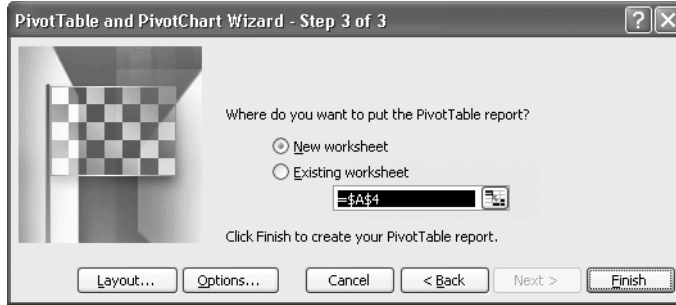 PivotTable and PivotChart Wizard - Step 3 of 3
Where do you want to put the PivotTable report?
New worksheet
Existing worksheet
=$A$4
Click Finish to create your PivotTable report.
Layout... Options... Cancel < Back Next > Finish